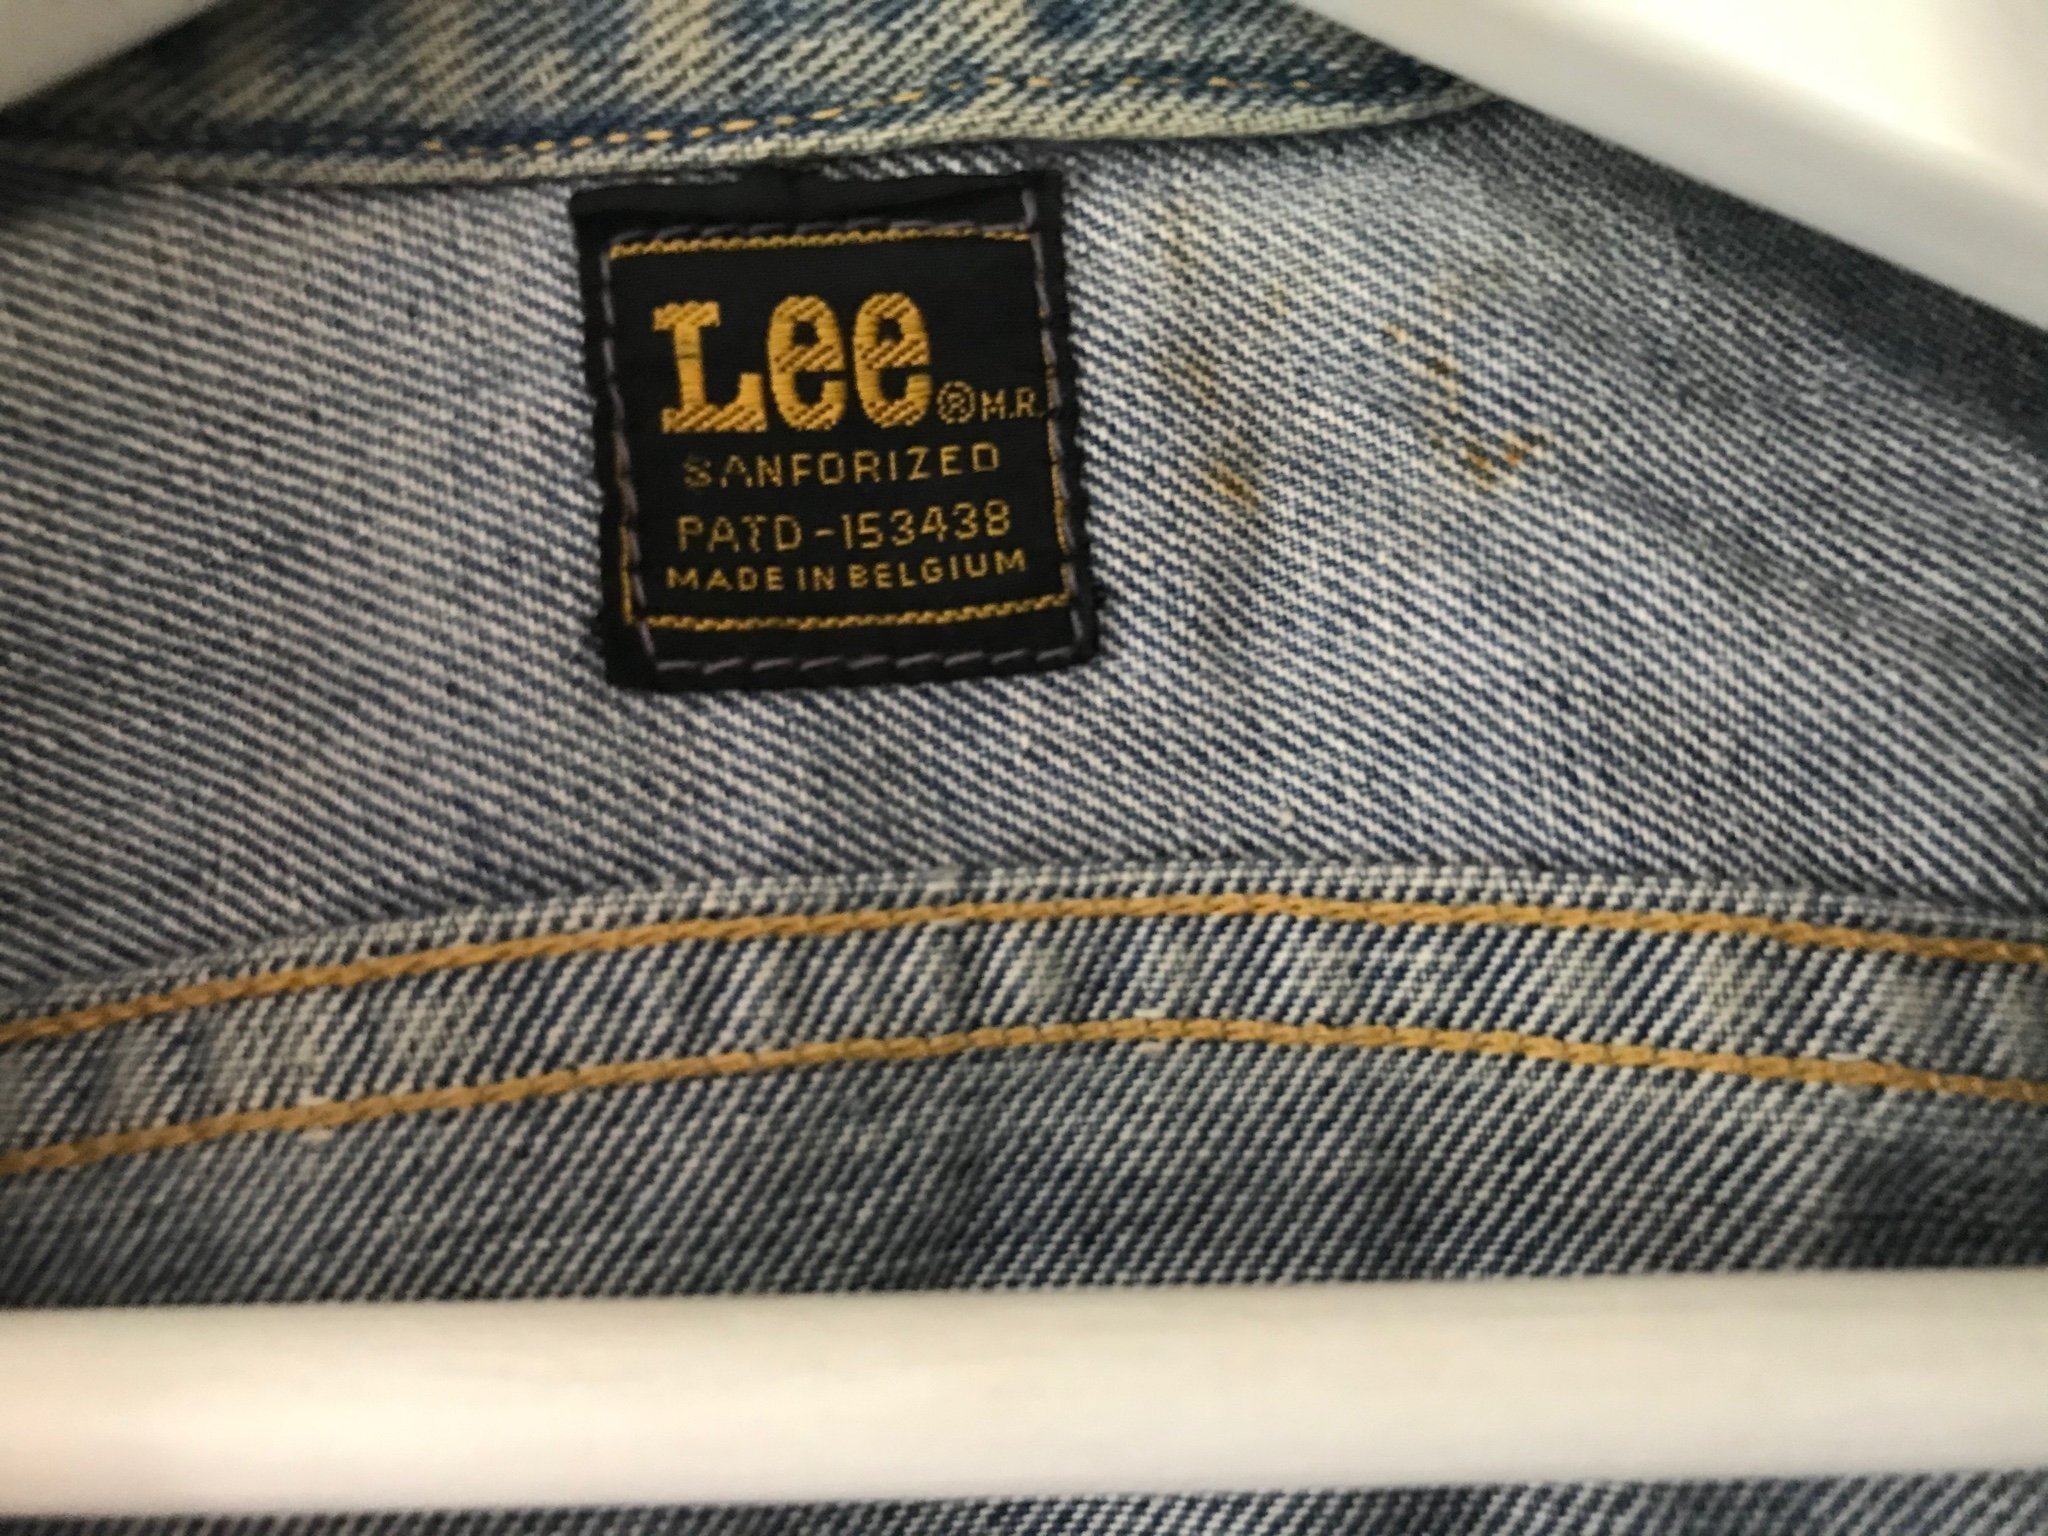 Lee ® M.R.
SANFORIZED
PATD-153438
MADE IN BELGIUM